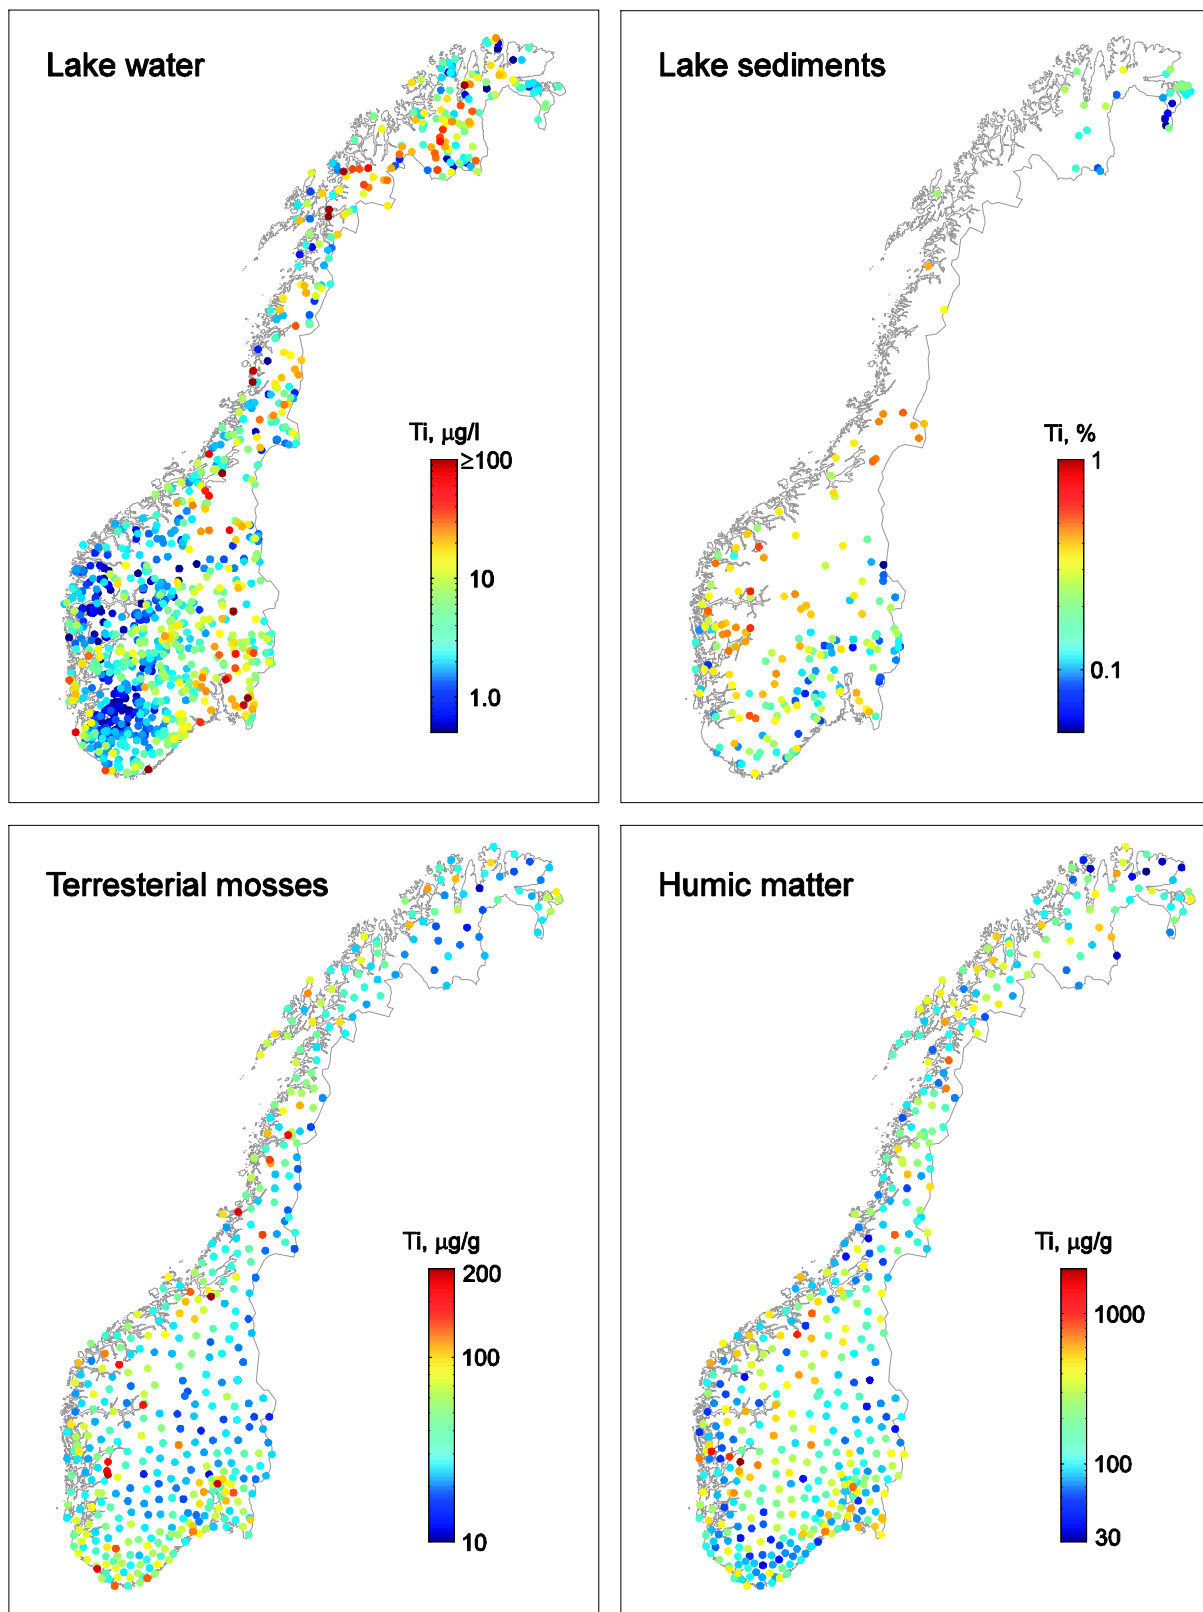 Lake water
Ti, µg/l
≥100
10
1.0
Lake sediments
Ti, %
1
0.1
Terresterial mosses
Ti, µg/g
200
100
10
Humic matter
Ti, µg/g
1000
100
30